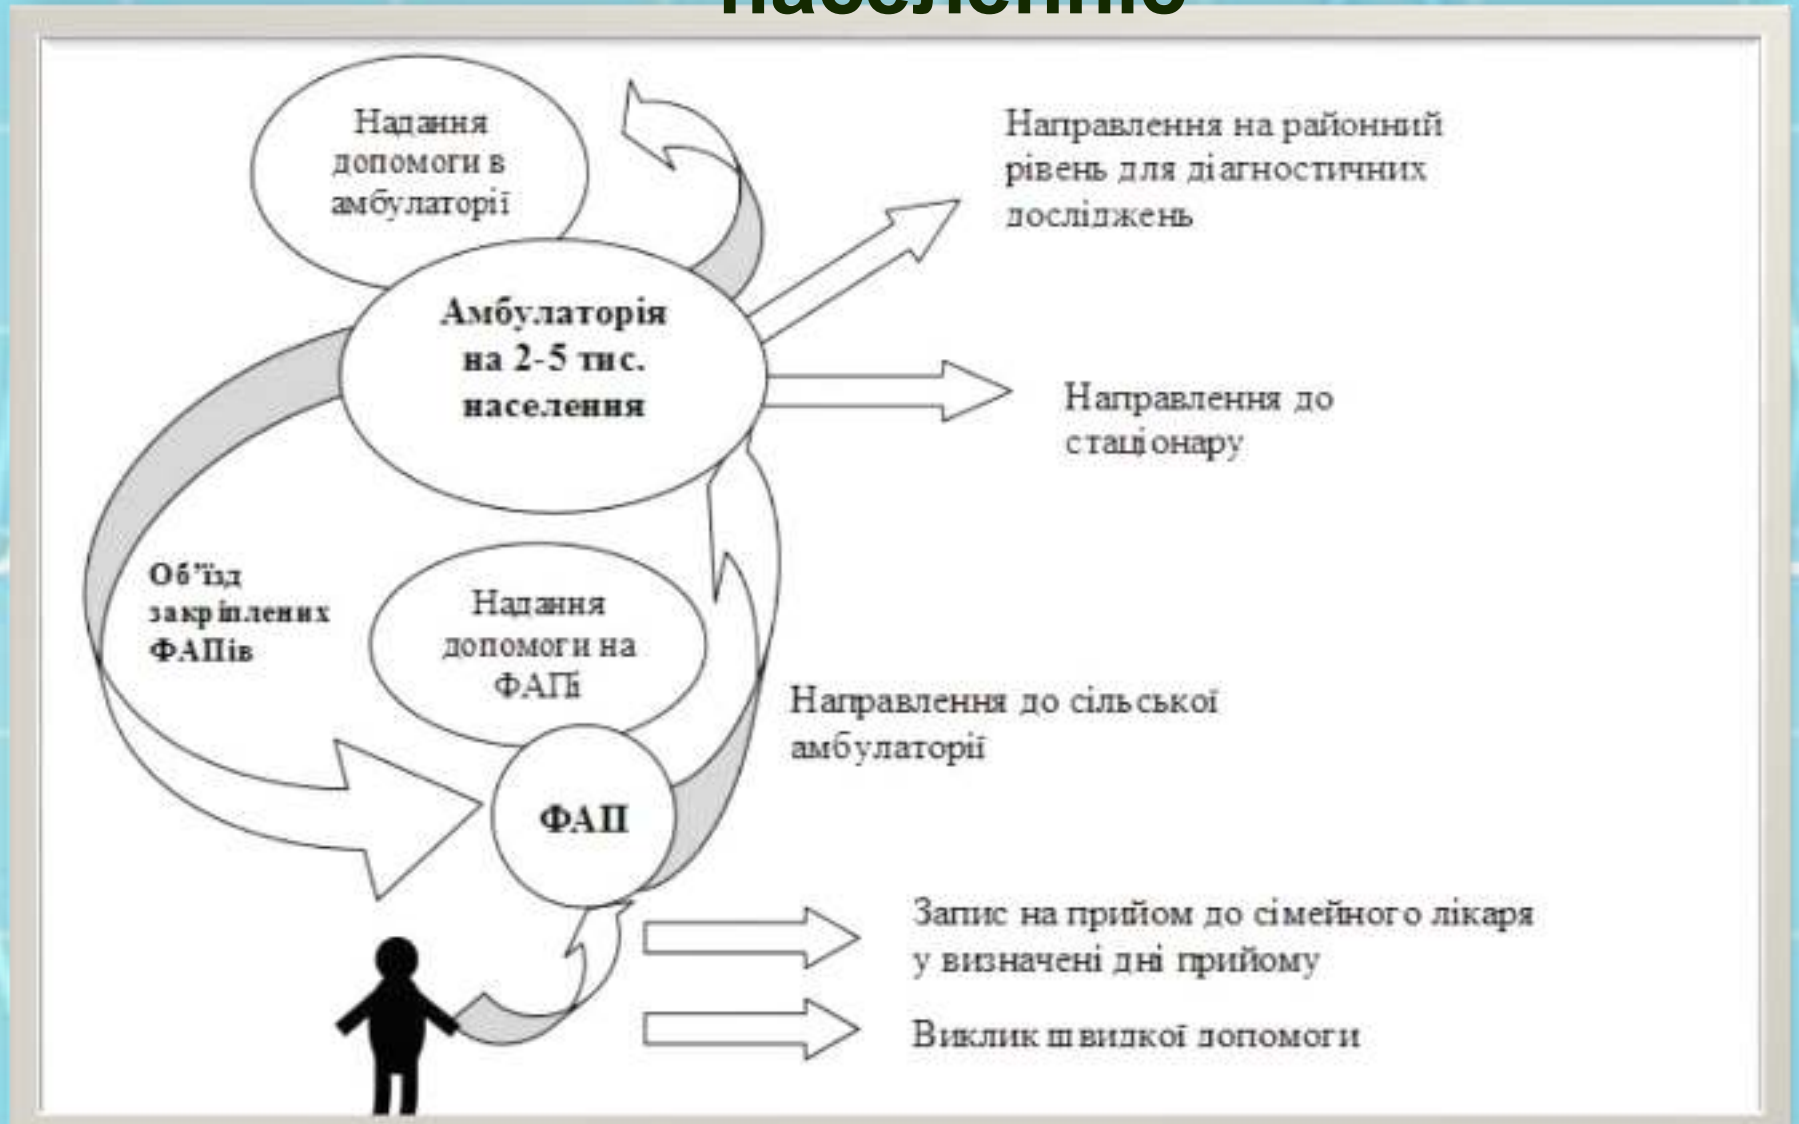 населенню
Надання
допомоги в
амбулаторії
Направлення на районний
рівень для діагностичних
досліджень
Амбулаторія
на 2-5 тис.
населення
Направлення до
стаціонару
Об’їзд
закріплених
ФАПів
Надання
допомоги на
ФАПі
Направлення до сільської
амбулаторії
ФАП
Запис на прийом до сімейного лікаря
у визначені дні прийому
Виклик швидкої допомоги